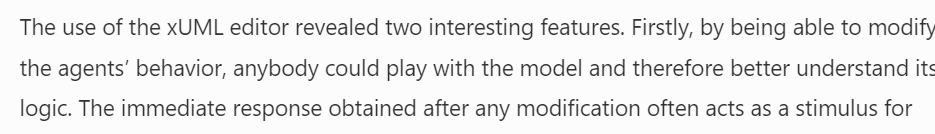 The use of the xUML editor revealed two interesting features. Firstly, by being able to modify
the agents’ behavior, anybody could play with the model and therefore better understand its
logic. The immediate response obtained after any modification often acts as a stimulus for